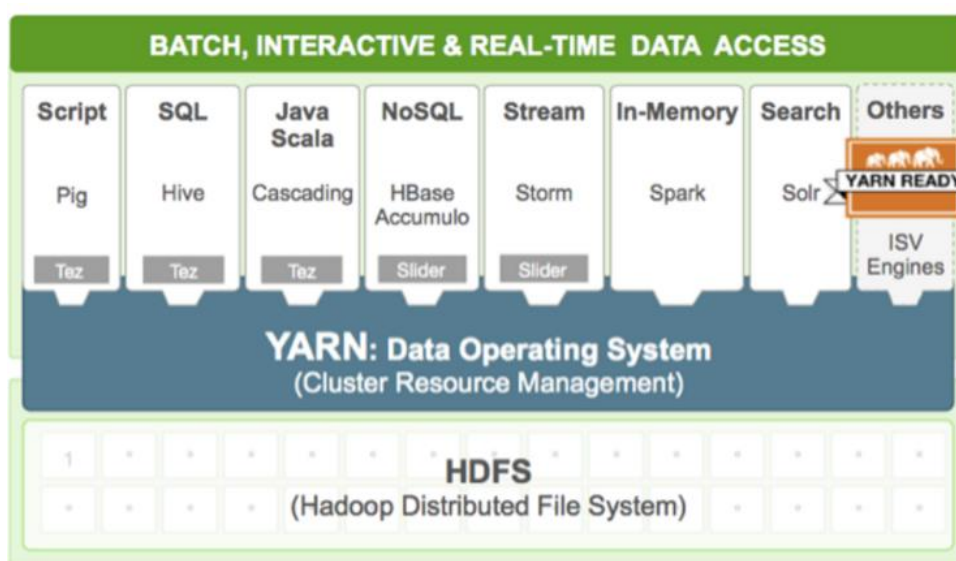 BATCH, INTERACTIVE & REAL-TIME DATA ACCESS
Script
Pig
Tez
SQL
Hive
Tez
Java
Scala
Cascading
Tez
NoSQL
HBase
Accumulo
Slider
Stream
Storm
Slider
In-Memory
Spark
Search
Solr
Others
YARN READY
ISV
Engines
YARN: Data Operating System
(Cluster Resource Management)
1
HDFS
(Hadoop Distributed File System)